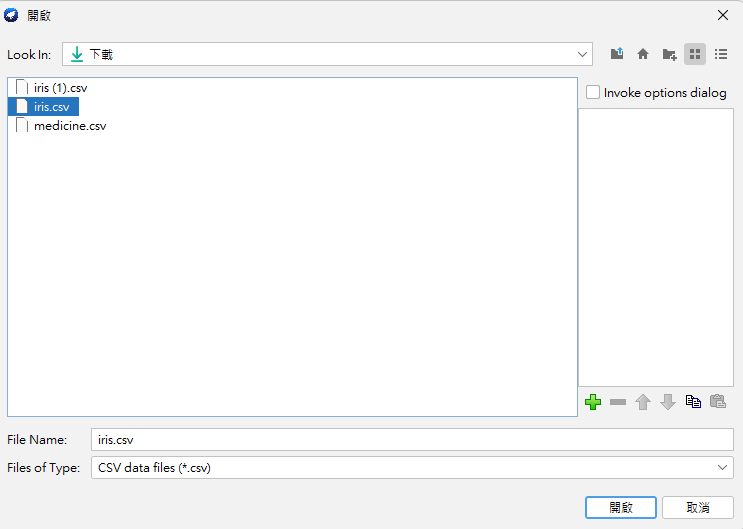 開啟
Look In: 下載
iris (1).csv
Invoke options dialog
iris.csv
medicine.csv
File Name: iris.csv
Files of Type: CSV data files (*.csv)
開啟 取消